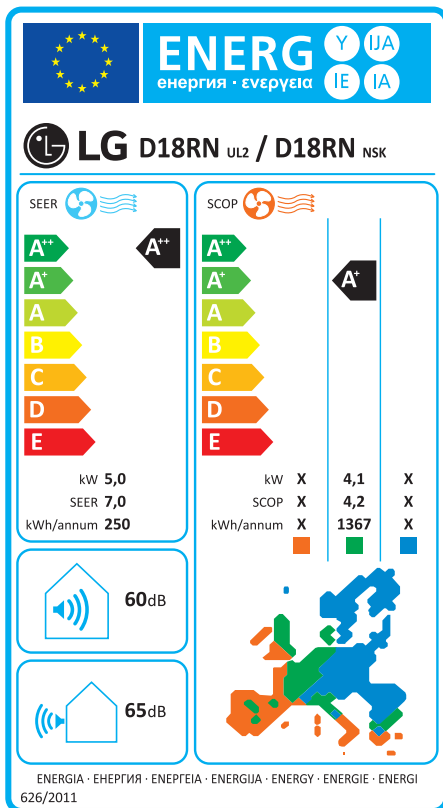 ENERG Y IJA
енергия · ενεργεια IE IA
LG D18RN UL2 / D18RN NSK
SEER
A++ A++
A+
A
B
C
D
E
kW 5,0
SEER 7,0
kWh/annum 250
SCOP
A++
A+ A+
A
B
C
D
E
kW X 4,1 X
SCOP X 4,2 X
kWh/annum X 1367 X
60dB
65dB
ENERGIA · ЕНЕРГИЯ · ΕΝΕΡΓΕΙΑ · ENERGIJA · ENERGY · ENERGIE · ENERGI
626/2011